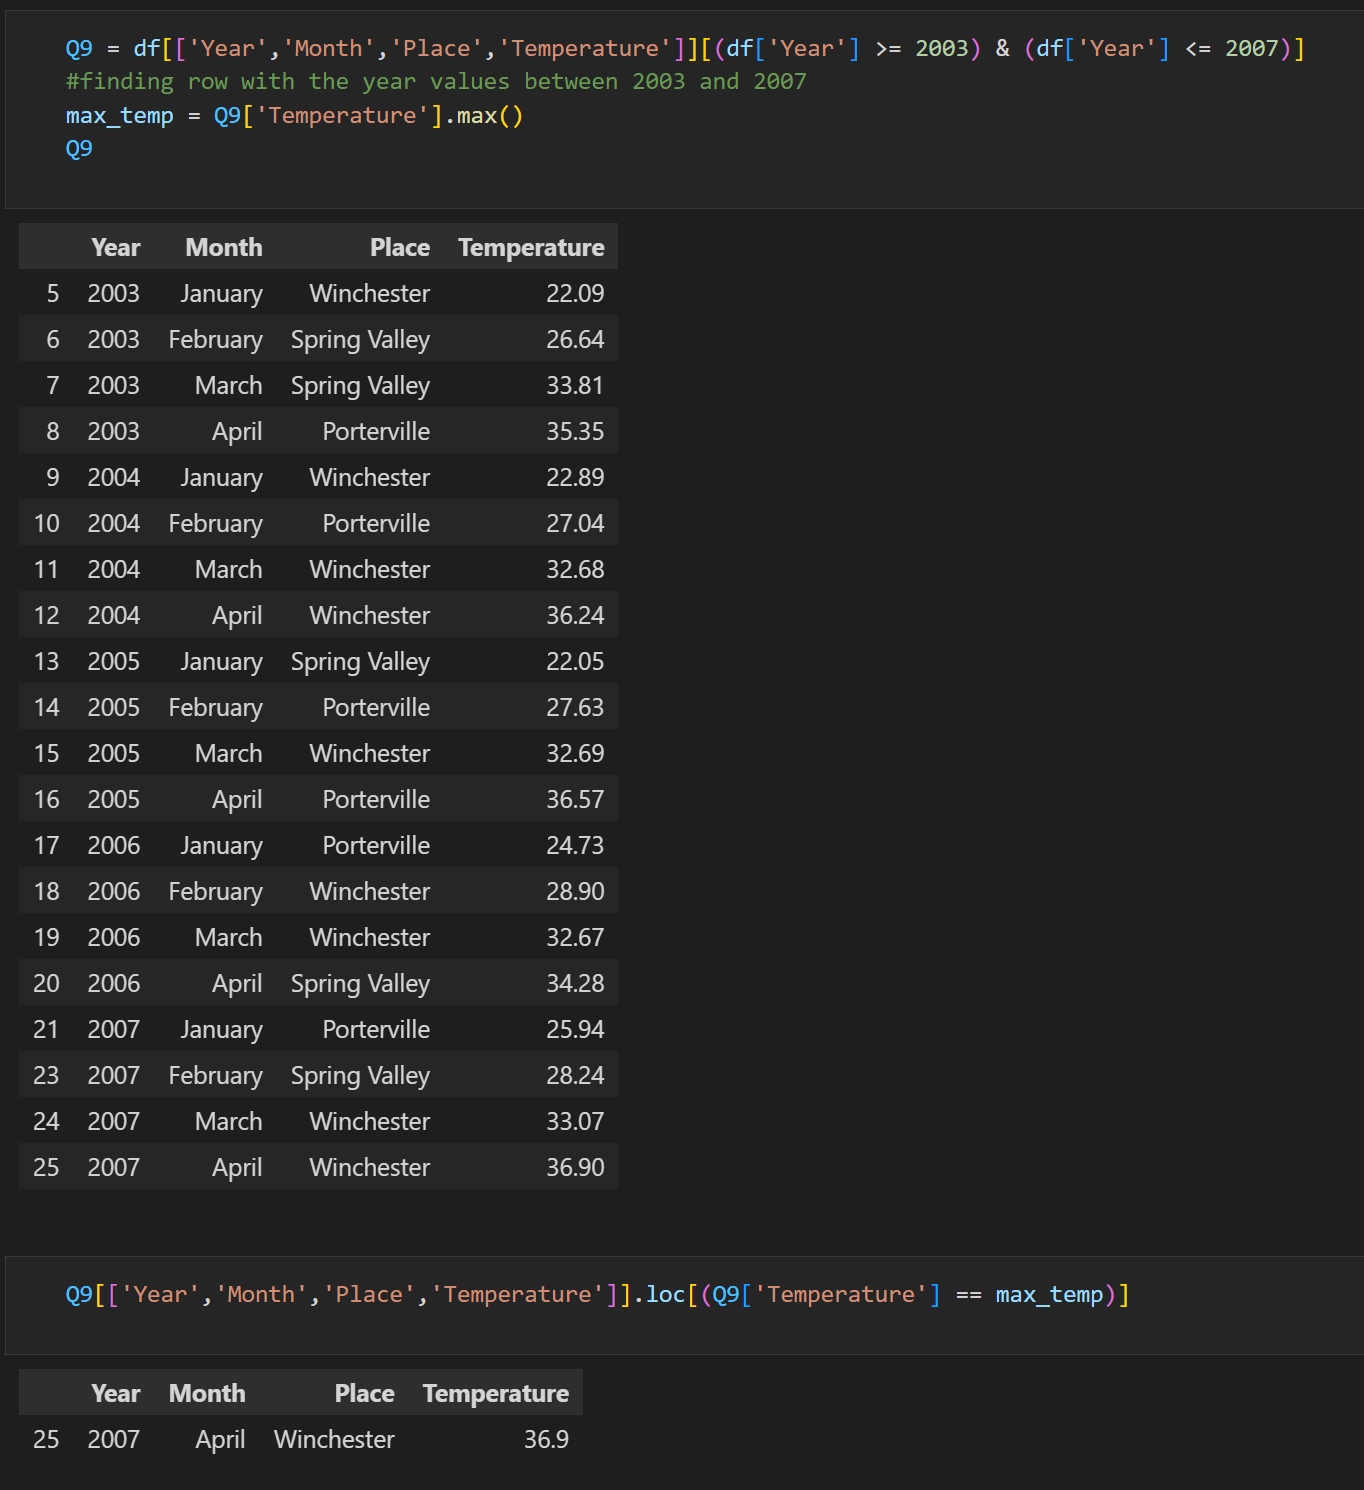 Q9 = df[['Year','Month','Place','Temperature']][(df['Year'] >= 2003) & (df['Year'] <= 2007)]
#finding row with the year values between 2003 and 2007
max_temp = Q9['Temperature'].max()
Q9
Year Month Place Temperature
5 2003 January Winchester 22.09
6 2003 February Spring Valley 26.64
7 2003 March Spring Valley 33.81
8 2003 April Porterville 35.35
9 2004 January Winchester 22.89
10 2004 February Porterville 27.04
11 2004 March Winchester 32.68
12 2004 April Winchester 36.24
13 2005 January Spring Valley 22.05
14 2005 February Porterville 27.63
15 2005 March Winchester 32.69
16 2005 April Porterville 36.57
17 2006 January Porterville 24.73
18 2006 February Winchester 28.90
19 2006 March Winchester 32.67
20 2006 April Spring Valley 34.28
21 2007 January Porterville 25.94
23 2007 February Spring Valley 28.24
24 2007 March Winchester 33.07
25 2007 April Winchester 36.90
Q9[['Year','Month','Place','Temperature']].loc[(Q9['Temperature'] == max_temp)]
Year Month Place Temperature
25 2007 April Winchester 36.9